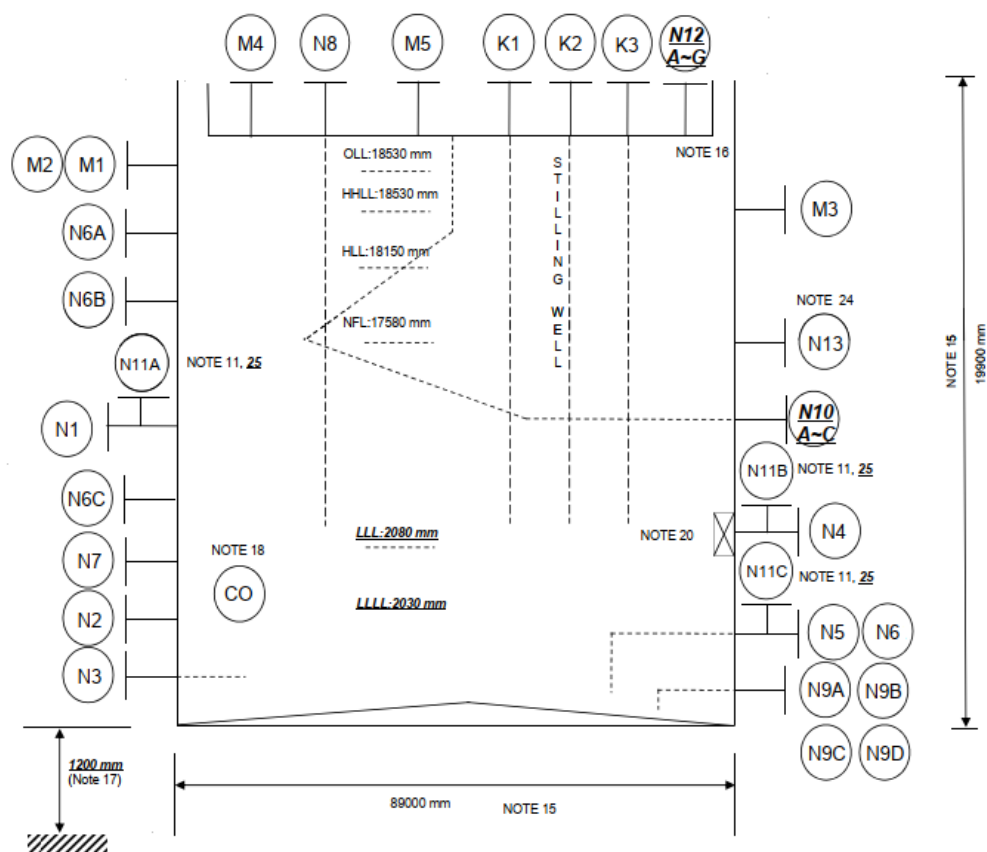 M4 N8 M5 K1 K2 K3 N12
A~G
NOTE 16
OLL:18530 mm
HHLL:18530 mm
HLL:18150 mm
NFL:17580 mm
STILLING WELL
M2 M1
N6A
N6B
N11A NOTE 11, 25
N1
N6C
N7
N2
N3
M3
NOTE 24
N13
N10
A~C
N11B NOTE 11, 25
NOTE 20
N4
N11C NOTE 11, 25
N5 N6
N9A N9B
N9C N9D
LLL:2080 mm
LLLL:2030 mm
NOTE 18
CO
NOTE 15
19900 mm
1200 mm
(Note 17)
89000 mm NOTE 15